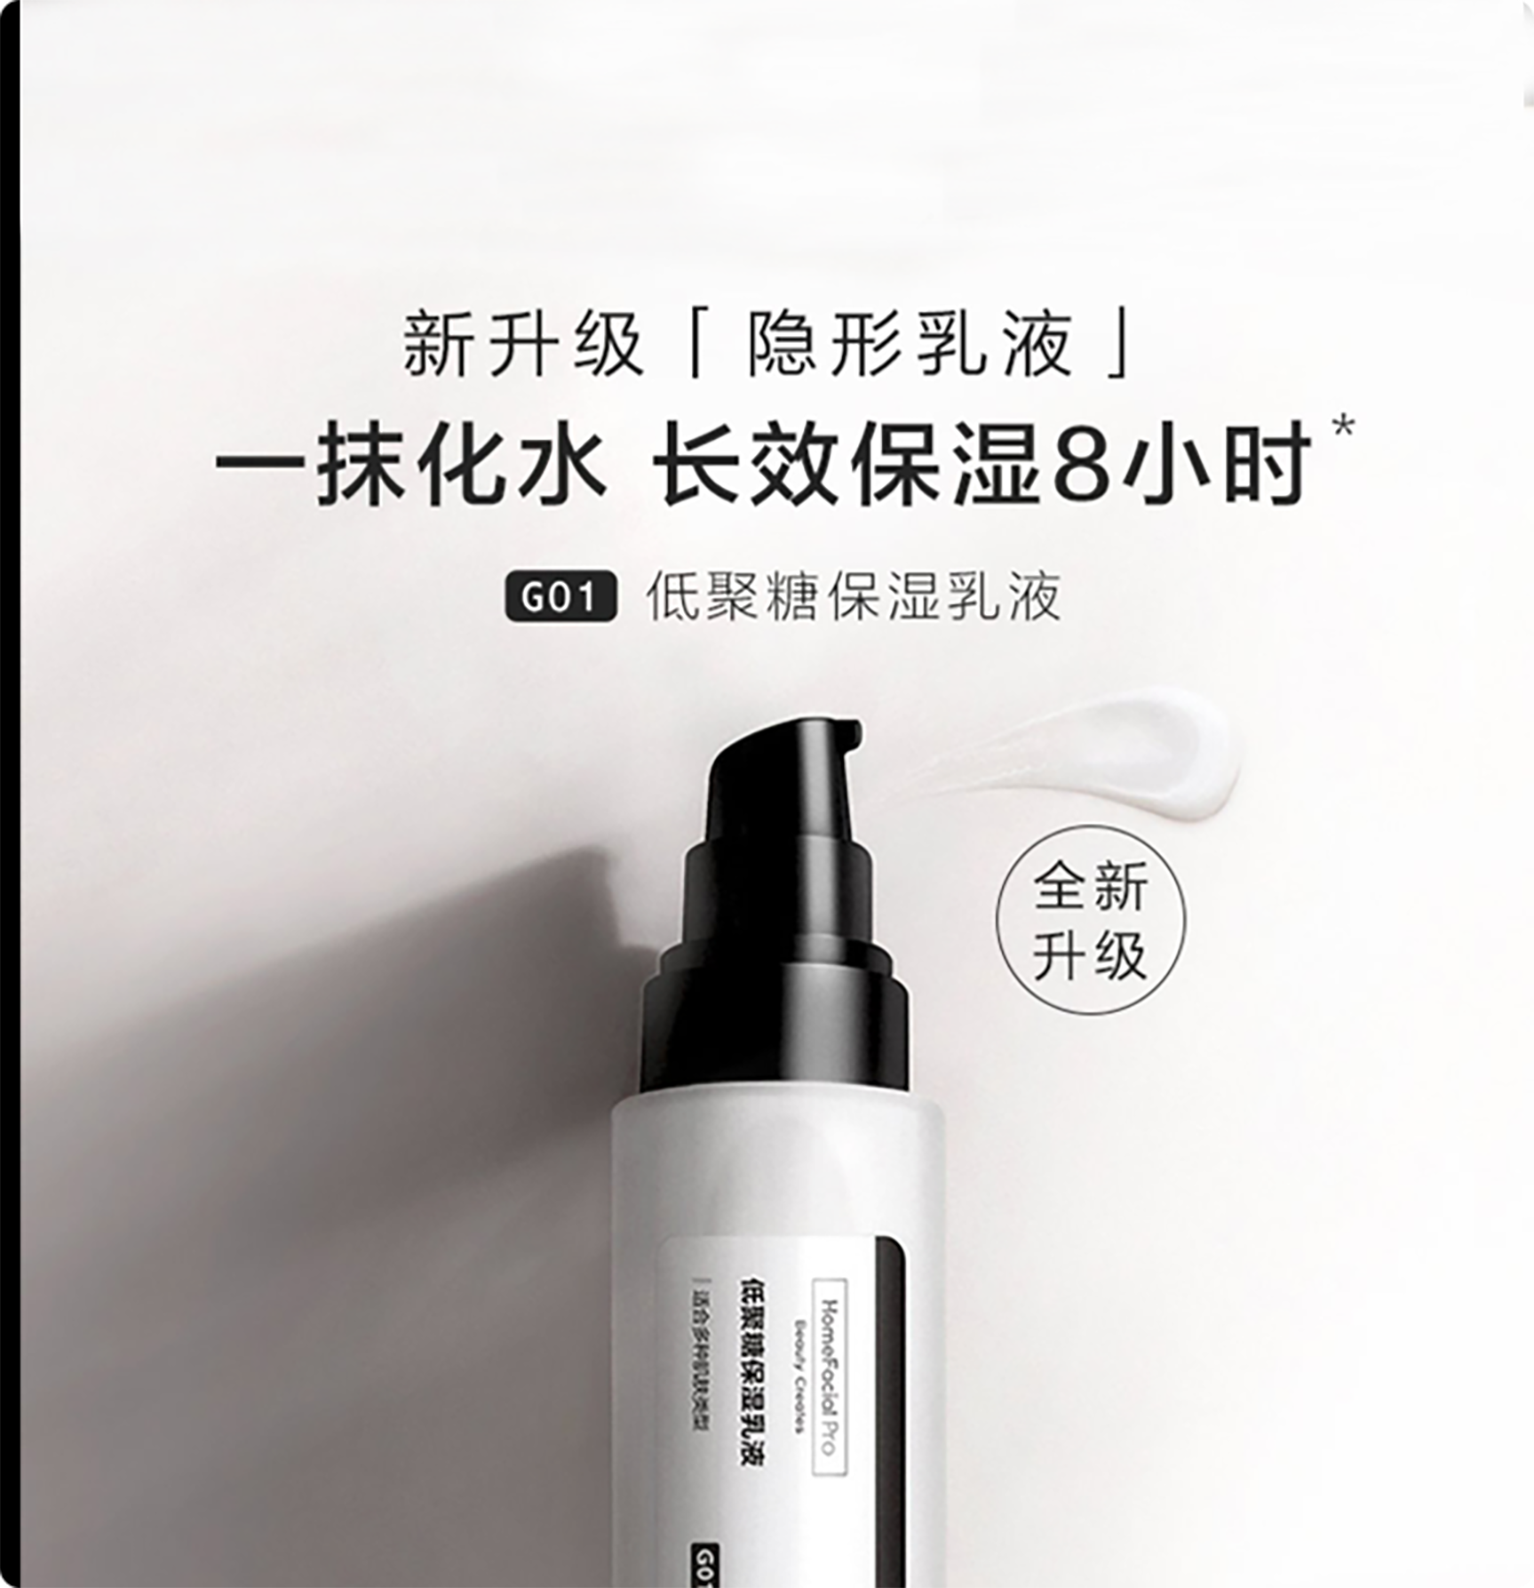 新升级「隐形乳液」
一抹化水 长效保湿8小时*
G01 低聚糖保湿乳液
全新
升级
HomeFacial Pro
Beauty Creates
低聚糖保湿乳液
适合多种肌肤类型
G01